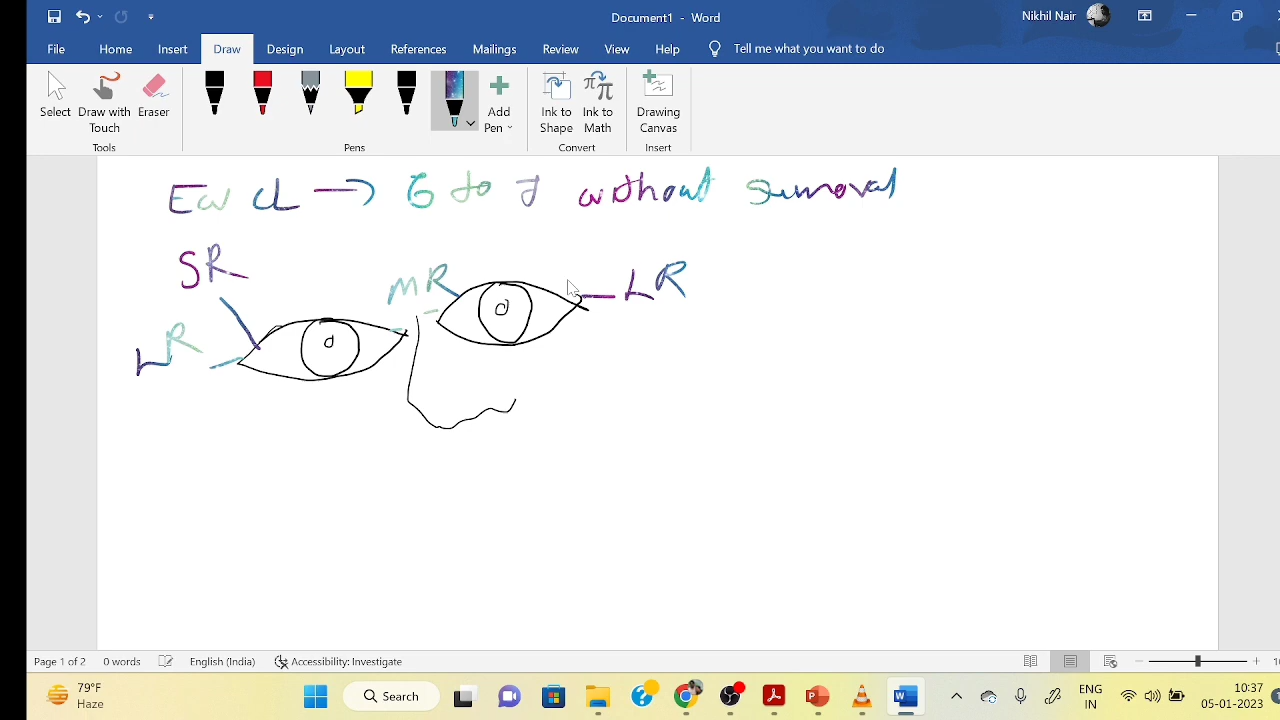 Document1 - Word
Nikhil Nair
File Home Insert Draw Design Layout References Mailings Review View Help Tell me what you want to do
Select Draw with Touch Eraser Add Pen Ink to Shape Ink to Math Drawing Canvas
Tools Pens Convert Insert
→ 6 to 7 without removal
SR
MR LR
LR
Page 1 of 2 0 words English (India) Accessibility: Investigate
79°F
Haze
Search
ENG
IN
10:37
05-01-2023